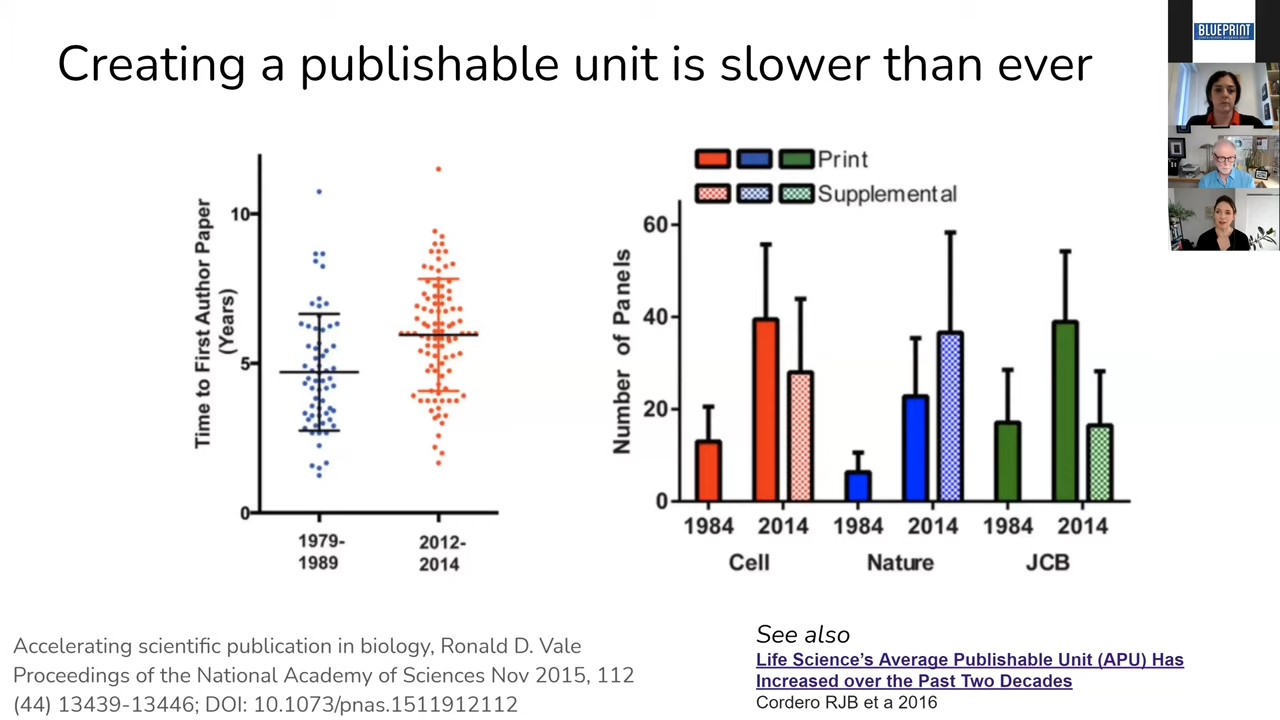 Creating a publishable unit is slower than ever
BLUEPRINT
Time to First Author Paper
(Years)
10
5
0
1979-
1989
2012-
2014
Print
Supplemental
Number of Panels
60
40
20
0
1984 2014 1984 2014 1984 2014
Cell Nature JCB
Accelerating scientific publication in biology, Ronald D. Vale
Proceedings of the National Academy of Sciences Nov 2015, 112
(44) 13439-13446; DOI: 10.1073/pnas.1511912112
See also
Life Science’s Average Publishable Unit (APU) Has
Increased over the Past Two Decades
Cordero RJB et a 2016